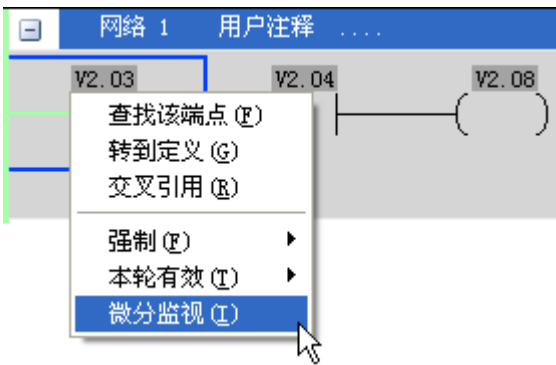 网络 1 用户注释 ....
V2.03 V2.04 V2.08
查找该端点(F)
转到定义(G)
交叉引用(R)
强制(F)
本轮有效(T)
微分监视(I)